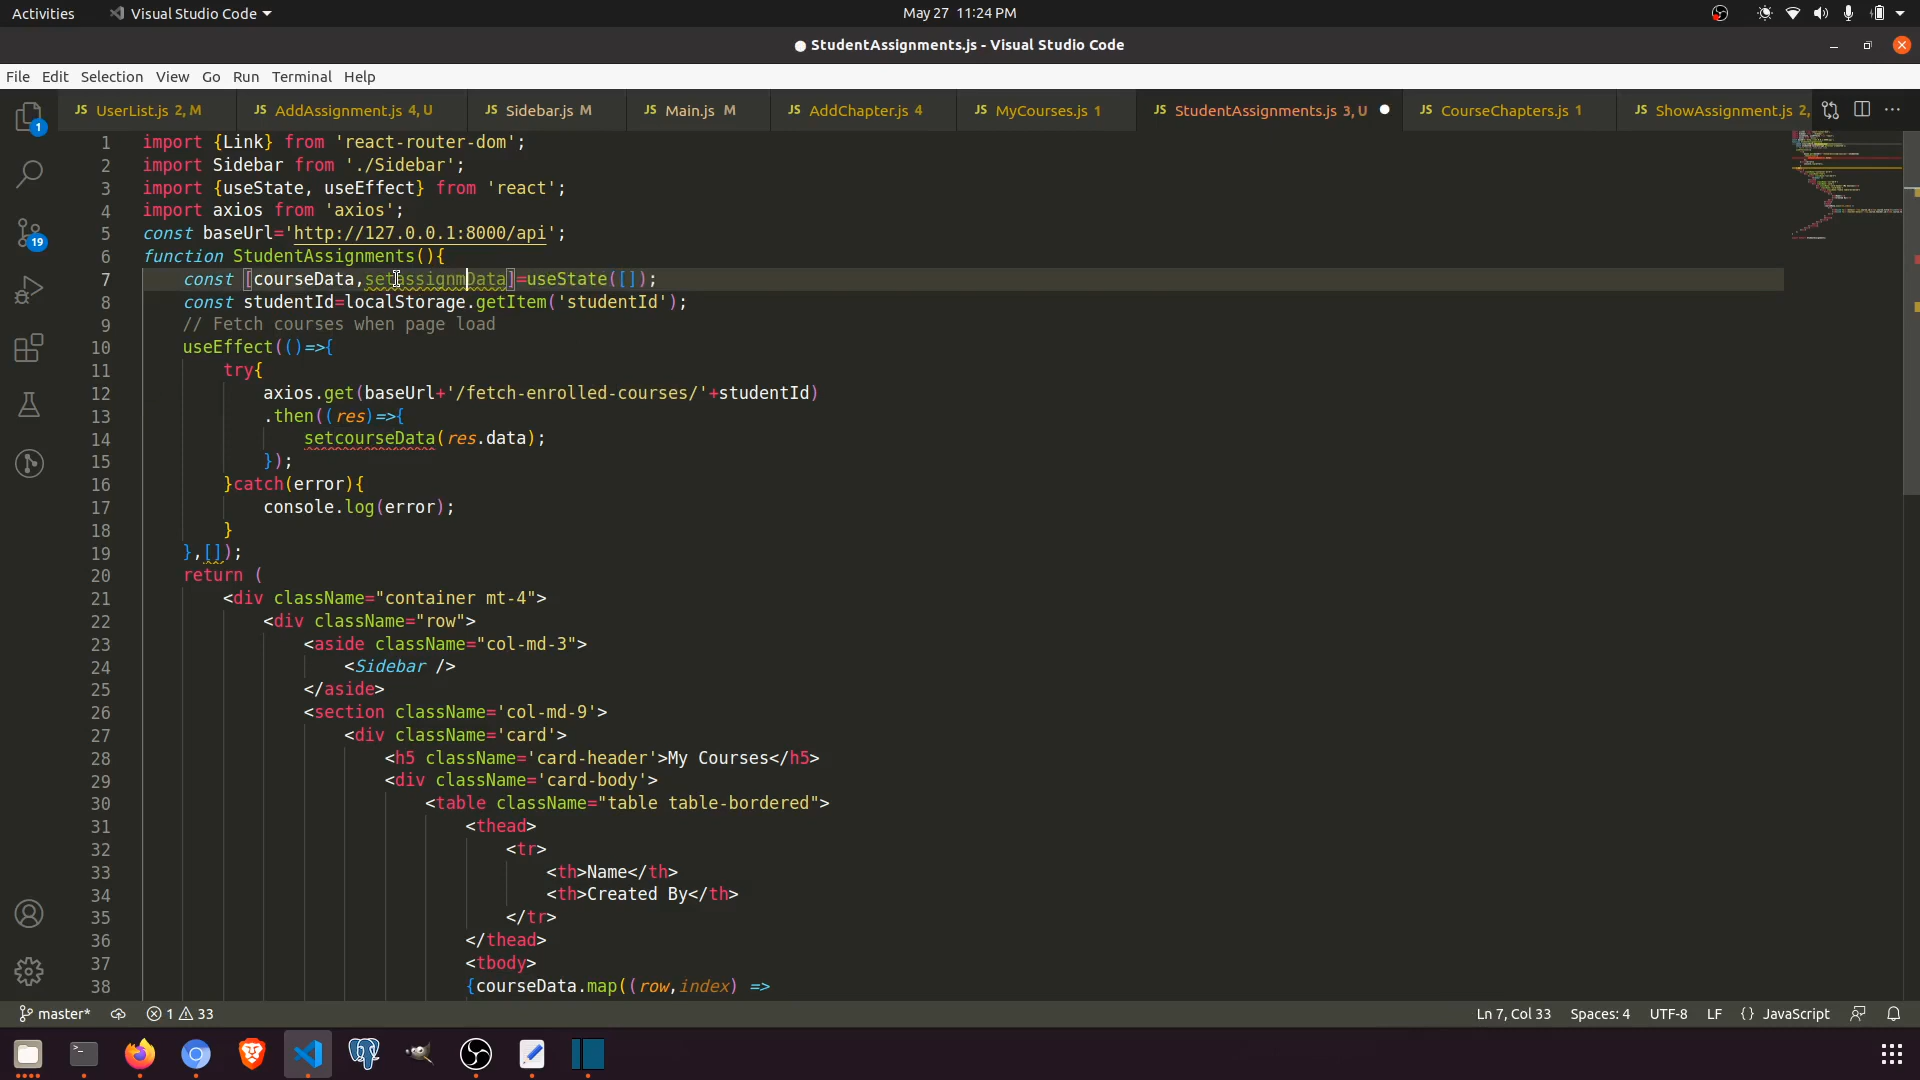 Activities Visual Studio Code May 27 11:24 PM
● StudentAssignments.js - Visual Studio Code
File Edit Selection View Go Run Terminal Help
JS UserList.js 2, M JS AddAssignment.js 4, U JS Sidebar.js M JS Main.js M JS AddChapter.js 4 JS MyCourses.js 1 JS StudentAssignments.js 3, U ● JS CourseChapters.js 1 JS ShowAssignment.js 2,
1 import {Link} from 'react-router-dom';
2 import Sidebar from './Sidebar';
3 import {useState, useEffect} from 'react';
4 import axios from 'axios';
5 const baseUrl='http://127.0.0.1:8000/api';
6 function StudentAssignments(){
7 const [courseData,setassignmData]=useState([]);
8 const studentId=localStorage.getItem('studentId');
9 // Fetch courses when page load
10 useEffect(()=>{
11 try{
12 axios.get(baseUrl+'/fetch-enrolled-courses/'+studentId)
13 .then((res)=>{
14 setcourseData(res.data);
15 });
16 }catch(error){
17 console.log(error);
18 }
19 },[]);
20 return (
21 <div className="container mt-4">
22 <div className="row">
23 <aside className="col-md-3">
24 <Sidebar />
25 </aside>
26 <section className='col-md-9'>
27 <div className='card'>
28 <h5 className='card-header'>My Courses</h5>
29 <div className='card-body'>
30 <table className="table table-bordered">
31 <thead>
32 <tr>
33 <th>Name</th>
34 <th>Created By</th>
35 </tr>
36 </thead>
37 <tbody>
38 {courseData.map((row,index) =>
1
19
master* 1 33 Ln 7, Col 33 Spaces: 4 UTF-8 LF {} JavaScript